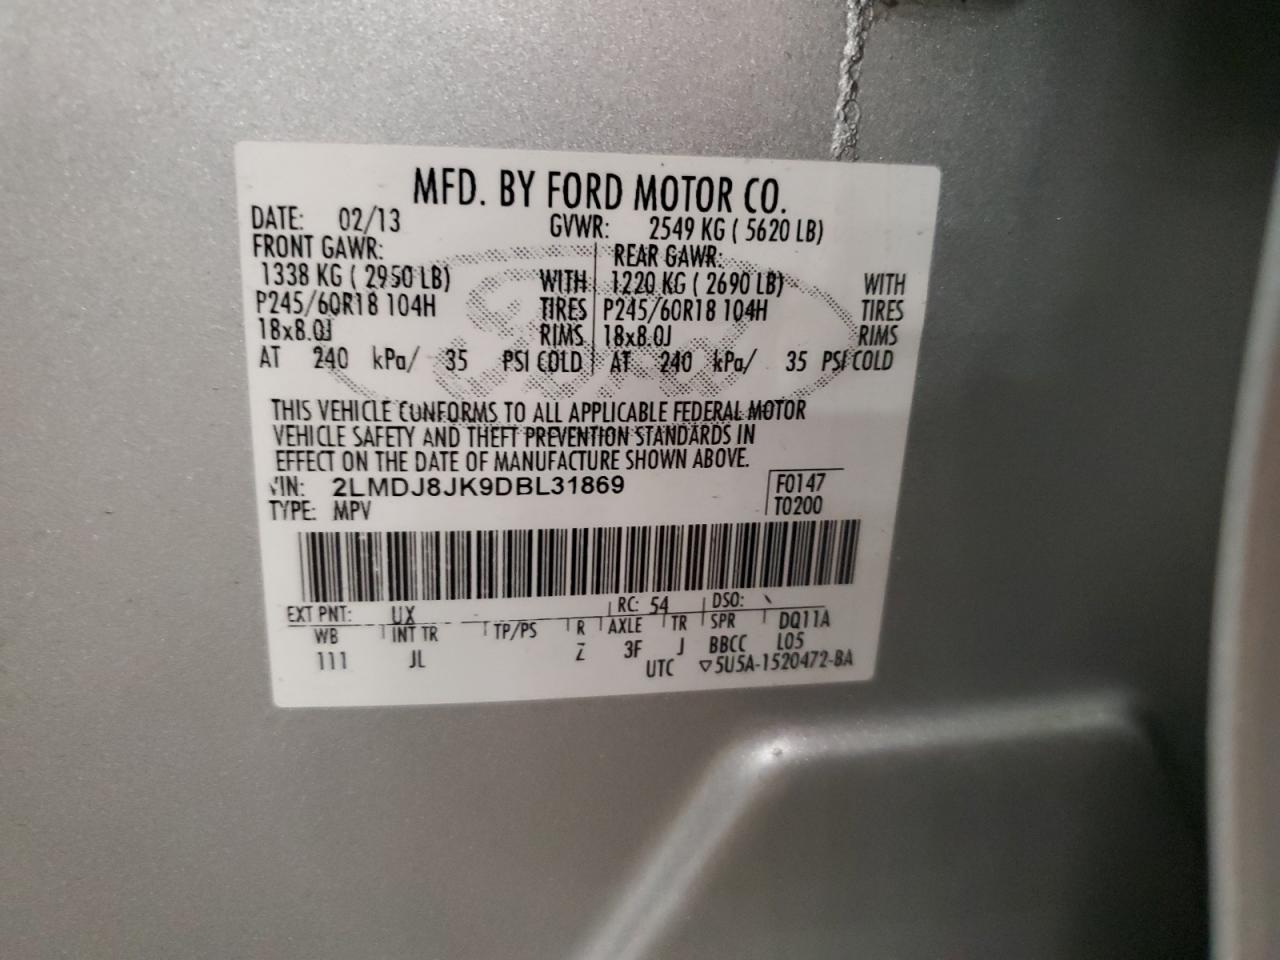 MFD. BY FORD MOTOR CO.
DATE: 02/13 GVWR: 2549 KG ( 5620 LB)
FRONT GAWR: REAR GAWR:
1338 KG ( 2950 LB) WITH 1220 KG ( 2690 LB) WITH
P245/60R18 104H TIRES P245/60R18 104H TIRES
18x8.0J RIMS 18x8.0J RIMS
AT 240 kPa/ 35 PSI COLD AT 240 kPa/ 35 PSI COLD
THIS VEHICLE CONFORMS TO ALL APPLICABLE FEDERAL MOTOR
VEHICLE SAFETY AND THEFT PREVENTION STANDARDS IN
EFFECT ON THE DATE OF MANUFACTURE SHOWN ABOVE.
VIN: 2LMDJ8JK9DBL31869 F0147
TYPE: MPV T0200
EXT PNT: UX RC: 54 DSO:
WB INT TR TP/PS R AXLE TR SPR DQ11A
111 JL Z 3F J BBCC L05
UTC ▽5U5A-1520472-BA